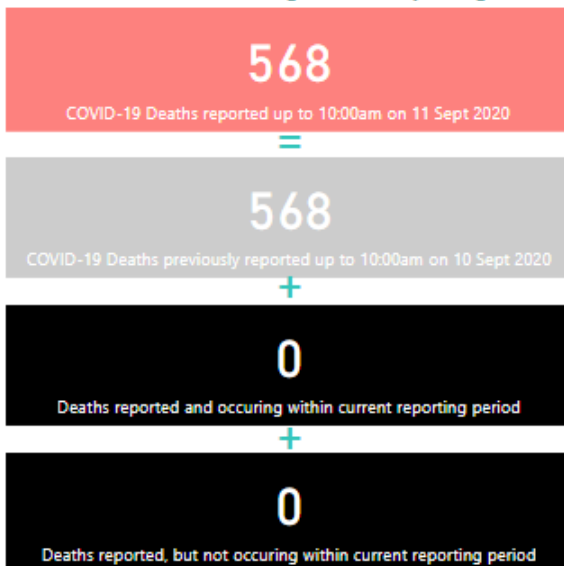 568
COVID-19 Deaths reported up to 10:00am on 11 Sept 2020
=
568
COVID-19 Deaths previously reported up to 10:00am on 10 Sept 2020
+
0
Deaths reported and occuring within current reporting period
+
0
Deaths reported, but not occuring within current reporting period